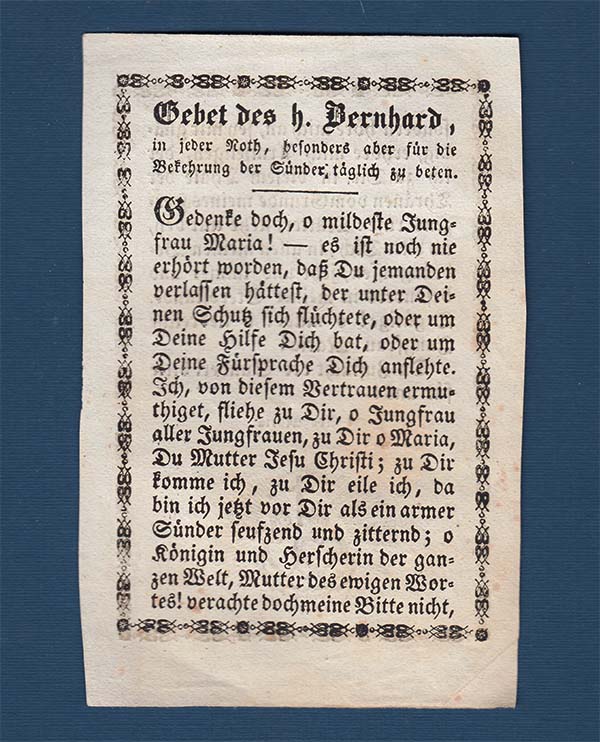 Gebet des h. Bernhard,
in jeder Noth, besonders aber für die
Bekehrung der Sünder, täglich zu beten.
Gedenke doch, o mildeste Jung-
frau Maria! — es ist noch nie
erhört worden, daß Du jemanden
verlassen hättest, der unter Dei-
nen Schutz sich flüchtete, oder um
Deine Hilfe Dich bat, oder um
Deine Fürsprache Dich anflehte.
Ich, von diesem Vertrauen ermu-
thiget, fliehe zu Dir, o Jungfrau
aller Jungfrauen, zu Dir o Maria,
Du Mutter Jesu Christi; zu Dir
komme ich, zu Dir eile ich, da
bin ich jetzt vor Dir als ein armer
Sünder seufzend und zitternd; o
Königin und Herscherin der gan-
zen Welt, Mutter des ewigen Wor-
tes! verachte doch meine Bitte nicht,